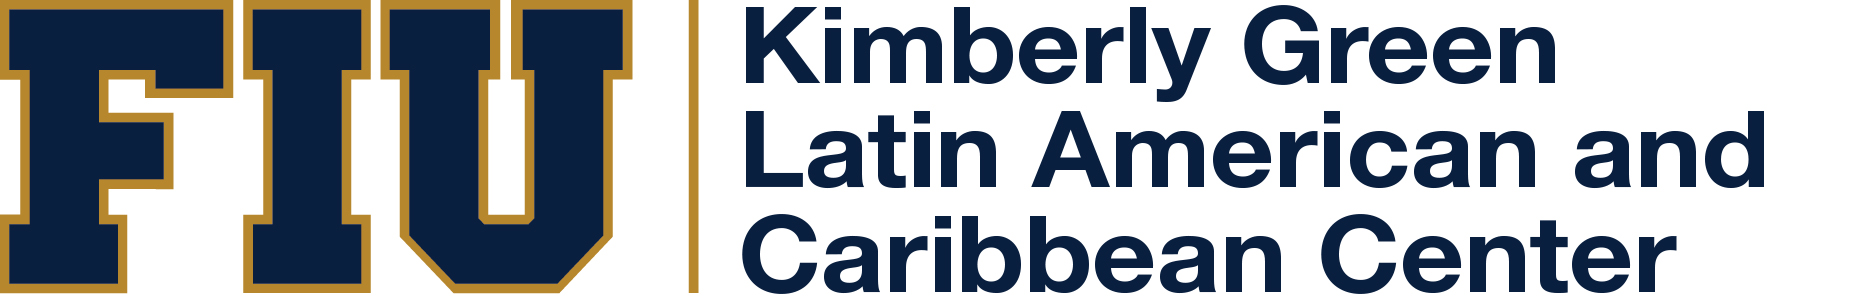 FIU
Kimberly Green
Latin American and
Caribbean Center